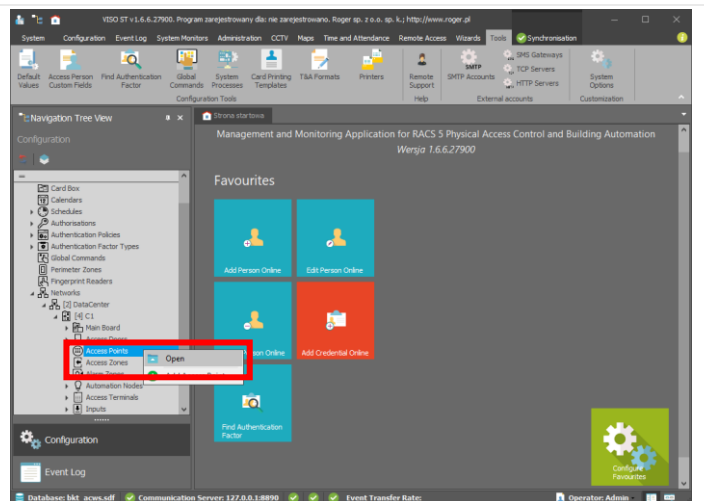 VISO ST v1.6.6.27900. Program zarejestrowany dla: nie zarejestrowano. Roger sp. z o.o. sp. k.; http://www.roger.pl
System Configuration Event Log System Monitors Administration CCTV Maps Time and Attendance Remote Access Wizards Tools Synchronisation
Default Values
Access Person Custom Fields
Find Authentication Factor
Global Commands
System Processes
Card Printing Templates
T&A Formats
Printers
Remote Support
SMTP
SMTP Accounts
SMS Gateways
TCP Servers
HTTP Servers
System Options
Configuration Tools
Help
External accounts
Customization
Navigation Tree View
Strona startowa
Configuration
Management and Monitoring Application for RACS 5 Physical Access Control and Building Automation
Wersja 1.6.6.27900
Favourites
Card Box
Calendars
Schedules
Authorisations
Authentication Policies
Authentication Factor Types
Global Commands
Perimeter Zones
Fingerprint Readers
Networks
[2] DataCenter
[4] C1
Main Board
Access Points
Open
Access Zones
Automation Nodes
Access Terminals
Inputs
Add Person Online
Edit Person Online
Person Online
Add Credential Online
Find Authentication Factor
Configure Favourites
Configuration
Event Log
Database: bkt_acws.sdf Communication Server: 127.0.0.1:8890 Event Transfer Rate: Operator: Admin